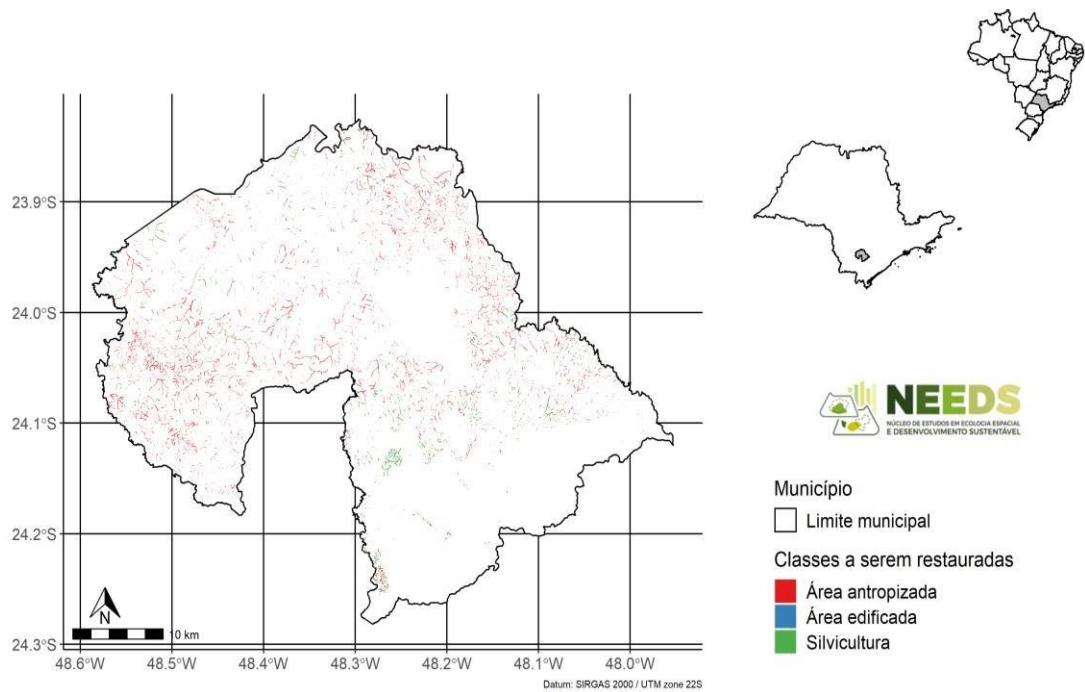 23.9°S
24.0°S
24.1°S
24.2°S
24.3°S
N
10 km
48.6°W 48.5°W 48.4°W 48.3°W 48.2°W 48.1°W 48.0°W
Datum: SIRGAS 2000 / UTM zone 22S
NEEDS
NÚCLEO DE ESTUDOS EM ECOLOGIA ESPACIAL
E DESENVOLVIMENTO SUSTENTÁVEL
Município
Limite municipal
Classes a serem restauradas
Área antropizada
Área edificada
Silvicultura